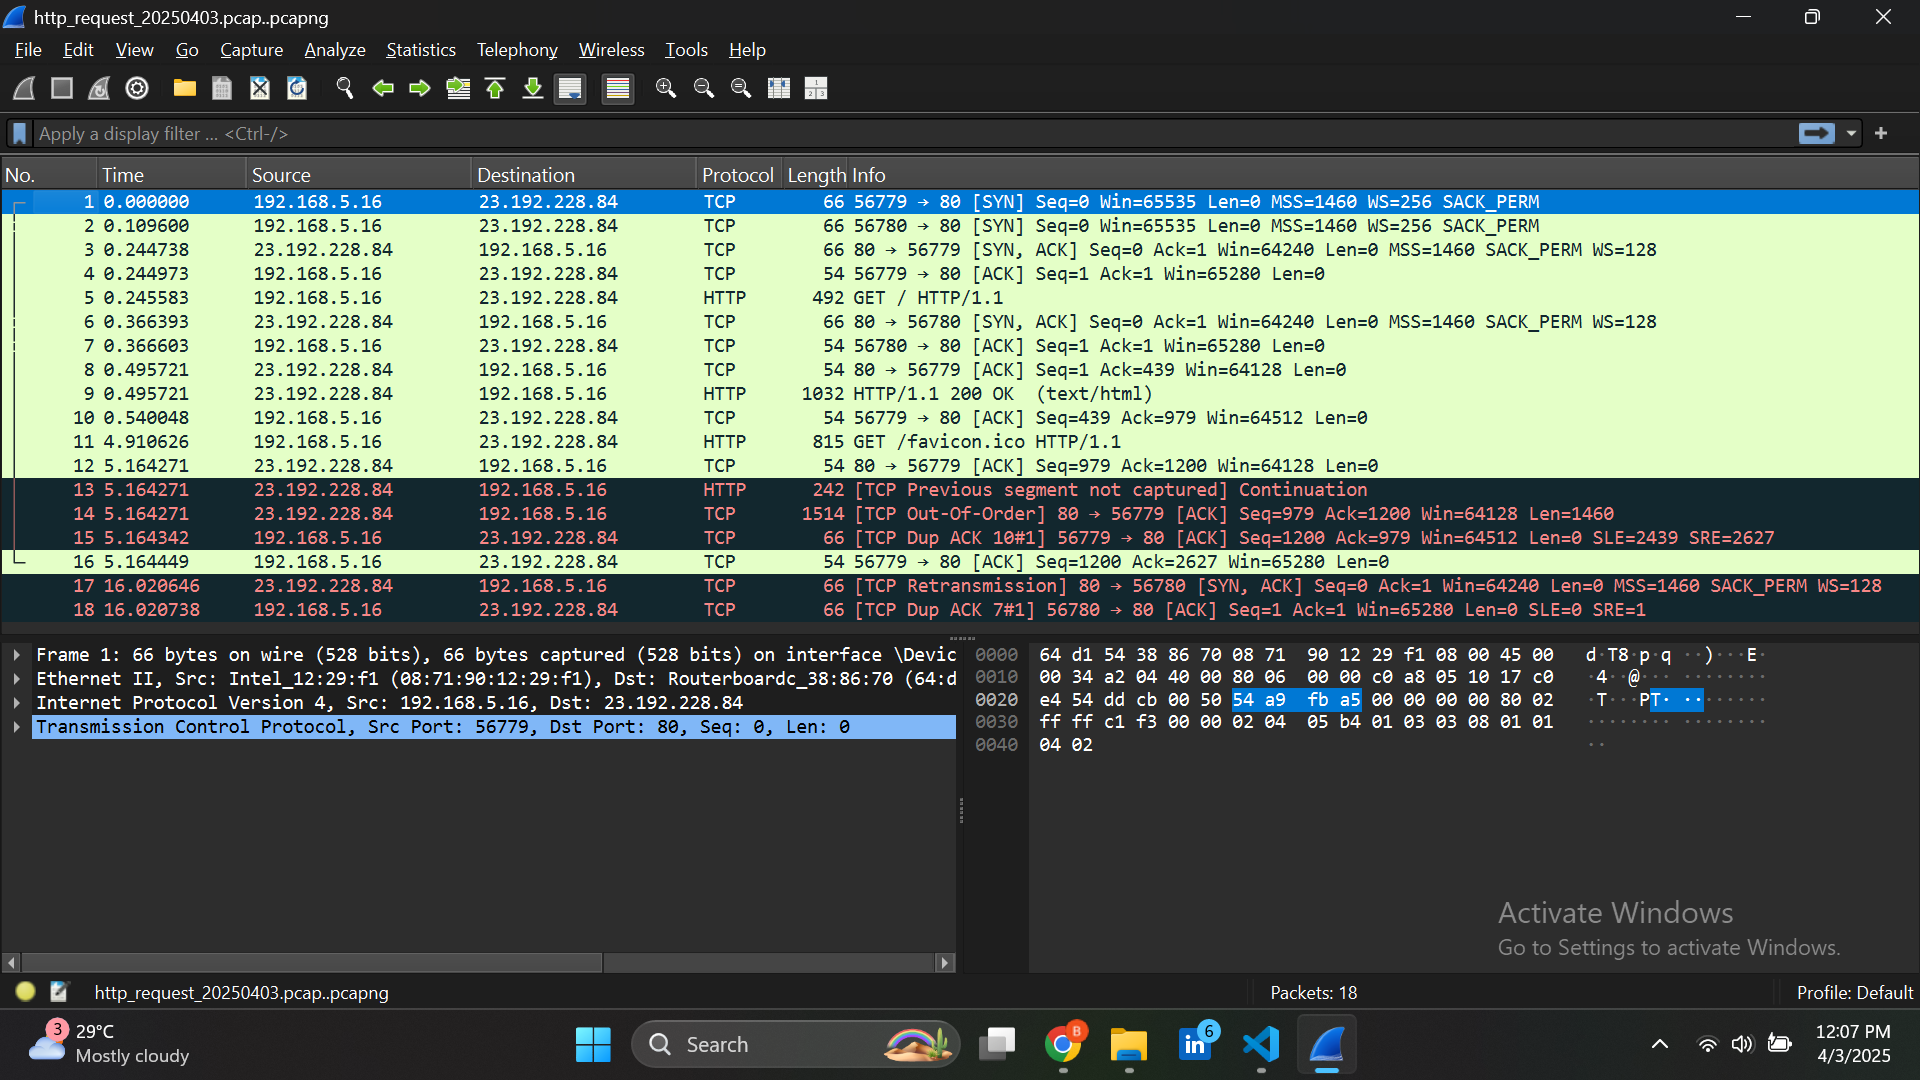 http_request_20250403.pcap..pcapng
File Edit View Go Capture Analyze Statistics Telephony Wireless Tools Help
Apply a display filter ... <Ctrl-/>
No. Time Source Destination Protocol Length Info
1 0.000000 192.168.5.16 23.192.228.84 TCP 66 56779 → 80 [SYN] Seq=0 Win=65535 Len=0 MSS=1460 WS=256 SACK_PERM
2 0.109600 192.168.5.16 23.192.228.84 TCP 66 56780 → 80 [SYN] Seq=0 Win=65535 Len=0 MSS=1460 WS=256 SACK_PERM
3 0.244738 23.192.228.84 192.168.5.16 TCP 66 80 → 56779 [SYN, ACK] Seq=0 Ack=1 Win=64240 Len=0 MSS=1460 SACK_PERM WS=128
4 0.244973 192.168.5.16 23.192.228.84 TCP 54 56779 → 80 [ACK] Seq=1 Ack=1 Win=65280 Len=0
5 0.245583 192.168.5.16 23.192.228.84 HTTP 492 GET / HTTP/1.1
6 0.366393 23.192.228.84 192.168.5.16 TCP 66 80 → 56780 [SYN, ACK] Seq=0 Ack=1 Win=64240 Len=0 MSS=1460 SACK_PERM WS=128
7 0.366603 192.168.5.16 23.192.228.84 TCP 54 56780 → 80 [ACK] Seq=1 Ack=1 Win=65280 Len=0
8 0.495721 23.192.228.84 192.168.5.16 TCP 54 80 → 56779 [ACK] Seq=1 Ack=439 Win=64128 Len=0
9 0.495721 23.192.228.84 192.168.5.16 HTTP 1032 HTTP/1.1 200 OK (text/html)
10 0.540048 192.168.5.16 23.192.228.84 TCP 54 56779 → 80 [ACK] Seq=439 Ack=979 Win=64512 Len=0
11 4.910626 192.168.5.16 23.192.228.84 HTTP 815 GET /favicon.ico HTTP/1.1
12 5.164271 23.192.228.84 192.168.5.16 TCP 54 80 → 56779 [ACK] Seq=979 Ack=1200 Win=64128 Len=0
13 5.164271 23.192.228.84 192.168.5.16 HTTP 242 [TCP Previous segment not captured] Continuation
14 5.164271 23.192.228.84 192.168.5.16 TCP 1514 [TCP Out-Of-Order] 80 → 56779 [ACK] Seq=979 Ack=1200 Win=64128 Len=1460
15 5.164342 192.168.5.16 23.192.228.84 TCP 66 [TCP Dup ACK 10#1] 56779 → 80 [ACK] Seq=1200 Ack=979 Win=64512 Len=0 SLE=2439 SRE=2627
16 5.164449 192.168.5.16 23.192.228.84 TCP 54 56779 → 80 [ACK] Seq=1200 Ack=2627 Win=65280 Len=0
17 16.020646 23.192.228.84 192.168.5.16 TCP 66 [TCP Retransmission] 80 → 56780 [SYN, ACK] Seq=0 Ack=1 Win=64240 Len=0 MSS=1460 SACK_PERM WS=128
18 16.020738 192.168.5.16 23.192.228.84 TCP 66 [TCP Dup ACK 7#1] 56780 → 80 [ACK] Seq=1 Ack=1 Win=65280 Len=0 SLE=0 SRE=1
Frame 1: 66 bytes on wire (528 bits), 66 bytes captured (528 bits) on interface \Devic
Ethernet II, Src: Intel_12:29:f1 (08:71:90:12:29:f1), Dst: Routerboardc_38:86:70 (64:d
Internet Protocol Version 4, Src: 192.168.5.16, Dst: 23.192.228.84
Transmission Control Protocol, Src Port: 56779, Dst Port: 80, Seq: 0, Len: 0
0000 64 d1 54 38 86 70 08 71 90 12 29 f1 08 00 45 00 d·T8·p·q ··)···E·
0010 00 34 a2 04 40 00 80 06 00 00 c0 a8 05 10 17 c0 ·4··@··· ········
0020 e4 54 dd cb 00 50 54 a9 fb a5 00 00 00 00 80 02 ·T···PT· ········
0030 ff ff c1 f3 00 00 02 04 05 b4 01 03 03 08 01 01 ········ ········
0040 04 02 ··
Activate Windows
Go to Settings to activate Windows.
http_request_20250403.pcap..pcapng Packets: 18 Profile: Default
3
29°C
Mostly cloudy
Search
B
6
12:07 PM
4/3/2025